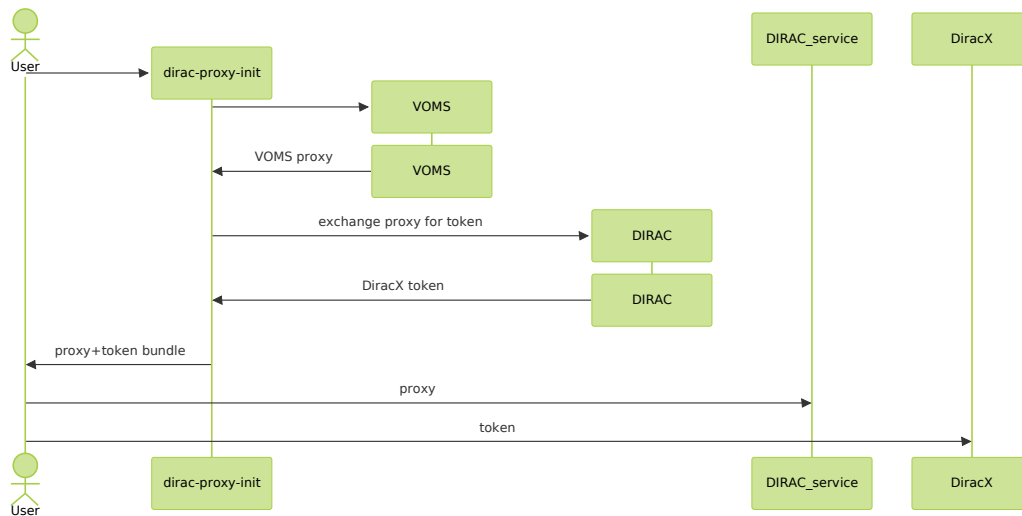 DIRAC_service
DiracX
User
dirac-proxy-init
VOMS
VOMS proxy
VOMS
exchange proxy for token
DIRAC
DiracX token
DIRAC
proxy+token bundle
proxy
token
User
dirac-proxy-init
DIRAC_service
DiracX